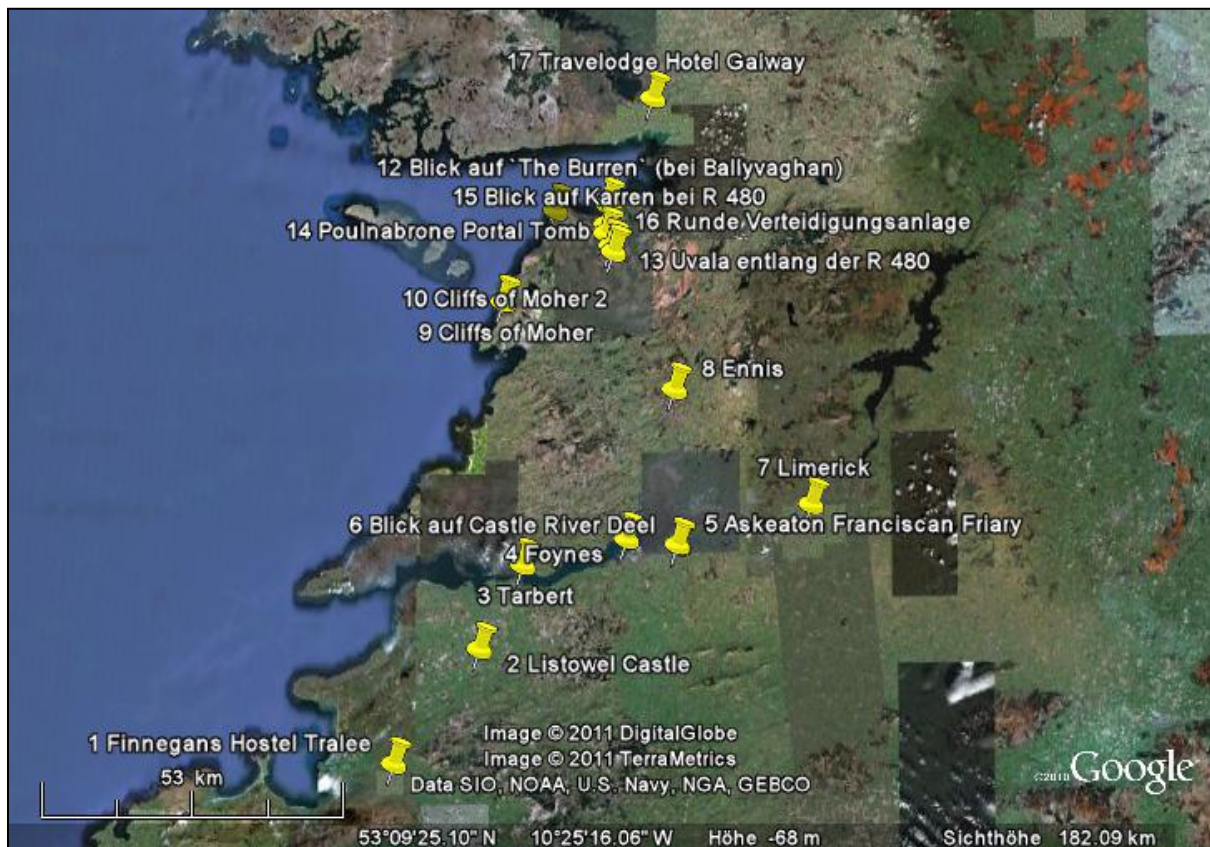 17 Travelodge Hotel Galway
12 Blick auf `The Burren` (bei Ballyvaghan)
15 Blick auf Karren bei R 480
16 Runde Verteidigungsanlage
14 Poulnabrone Portal Tomb
13 Uvala entlang der R 480
10 Cliffs of Moher 2
9 Cliffs of Moher
8 Ennis
7 Limerick
6 Blick auf Castle River Deel
5 Askeaton Franciscan Friary
4 Foynes
3 Tarbert
2 Listowel Castle
1 Finnegans Hostel Tralee
53 km
Image © 2011 DigitalGlobe
Image © 2011 TerraMetrics
Data SIO, NOAA, U.S. Navy, NGA, GEBCO
©2010 Google
53°09'25.10" N 10°25'16.06" W Höhe -68 m Sichthöhe 182.09 km